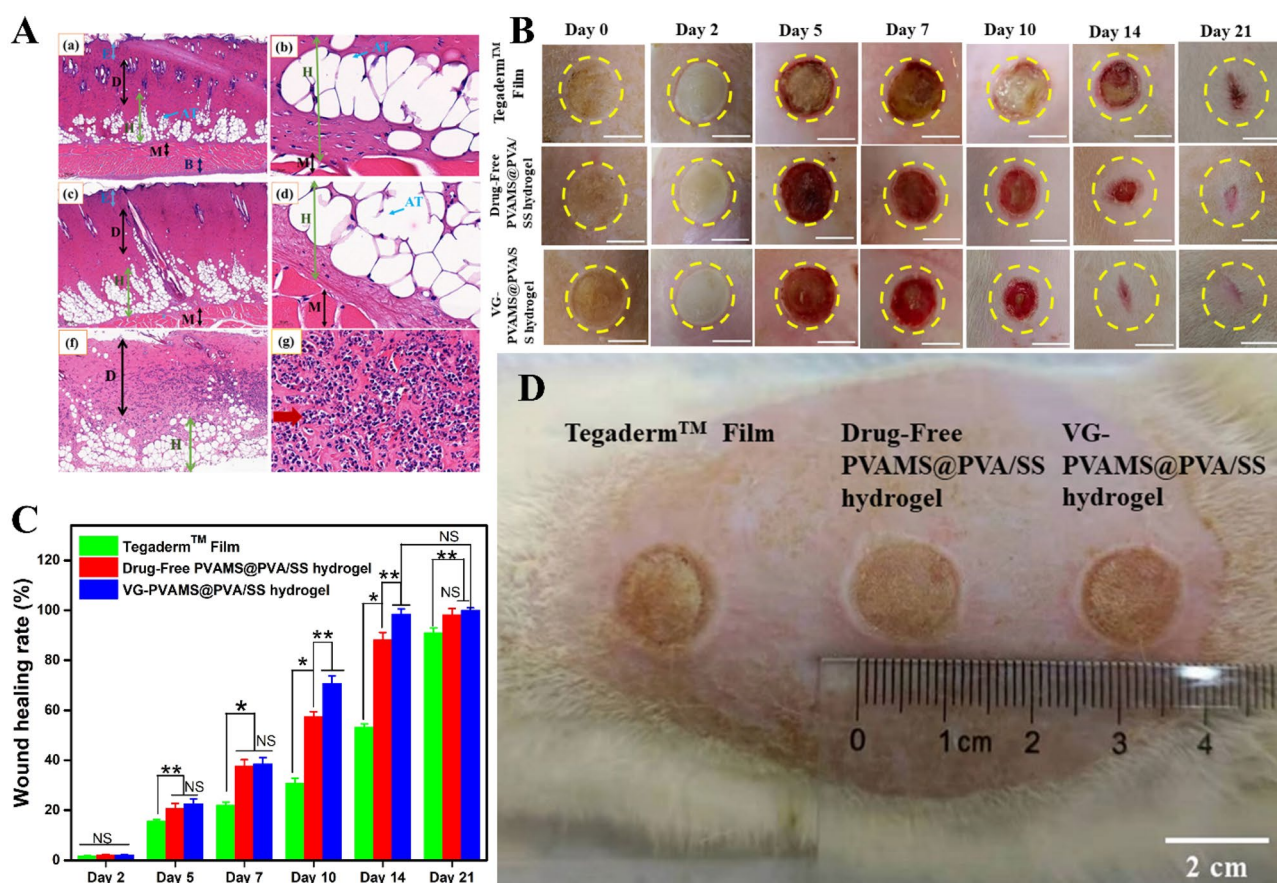 A
(a)
E
D
H
AT
M
B
(b)
H
AT
M
(c)
E
D
H
M
(d)
H
AT
M
(f)
D
H
(g)
B
Day 0
Day 2
Day 5
Day 7
Day 10
Day 14
Day 21
Tegaderm™
Film
Drug-Free
PVAMS@PVA/
SS hydrogel
VG-
PVAMS@PVA/S
S hydrogel
C
Wound healing rate (%)
120
100
80
60
40
20
0
Tegaderm™ Film
Drug-Free PVAMS@PVA/SS hydrogel
VG-PVAMS@PVA/SS hydrogel
NS
**
NS
*
NS
*
**
*
**
NS
**
NS
Day 2
Day 5
Day 7
Day 10
Day 14
Day 21
D
Tegaderm™ Film
Drug-Free
PVAMS@PVA/SS
hydrogel
VG-
PVAMS@PVA/SS
hydrogel
0 1cm 2 3 4
2 cm